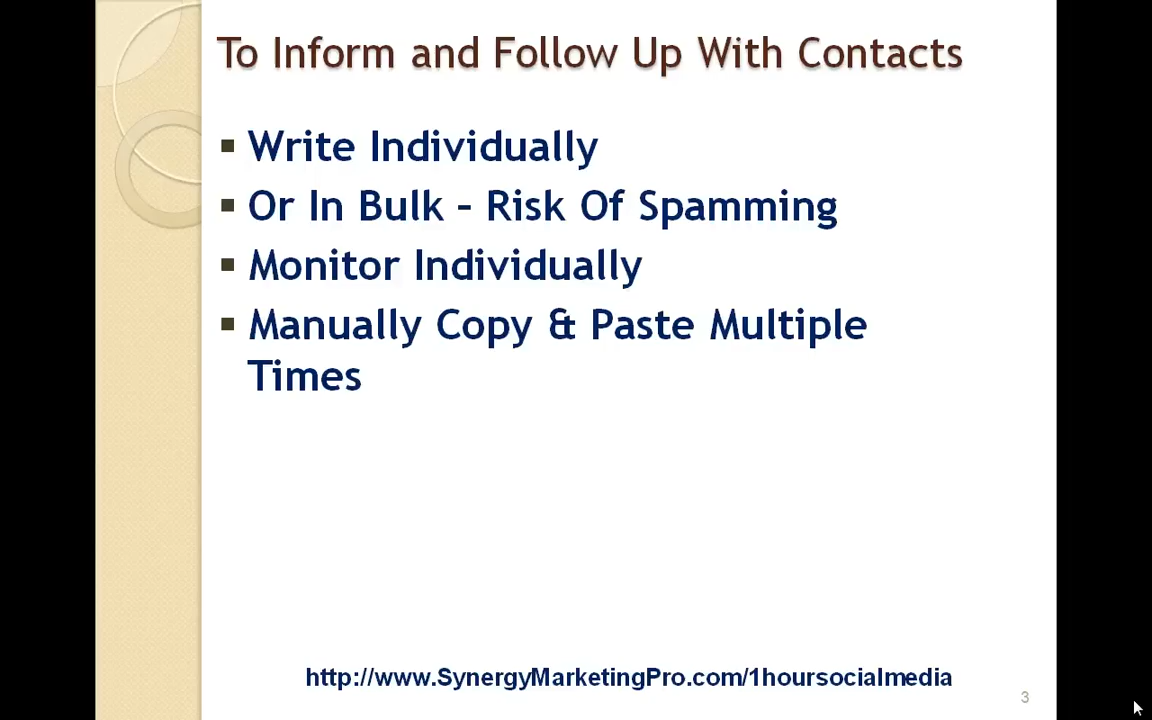 To Inform and Follow Up With Contacts
▪ Write Individually
▪ Or In Bulk – Risk Of Spamming
▪ Monitor Individually
▪ Manually Copy & Paste Multiple
Times
http://www.SynergyMarketingPro.com/1hoursocialmedia
3